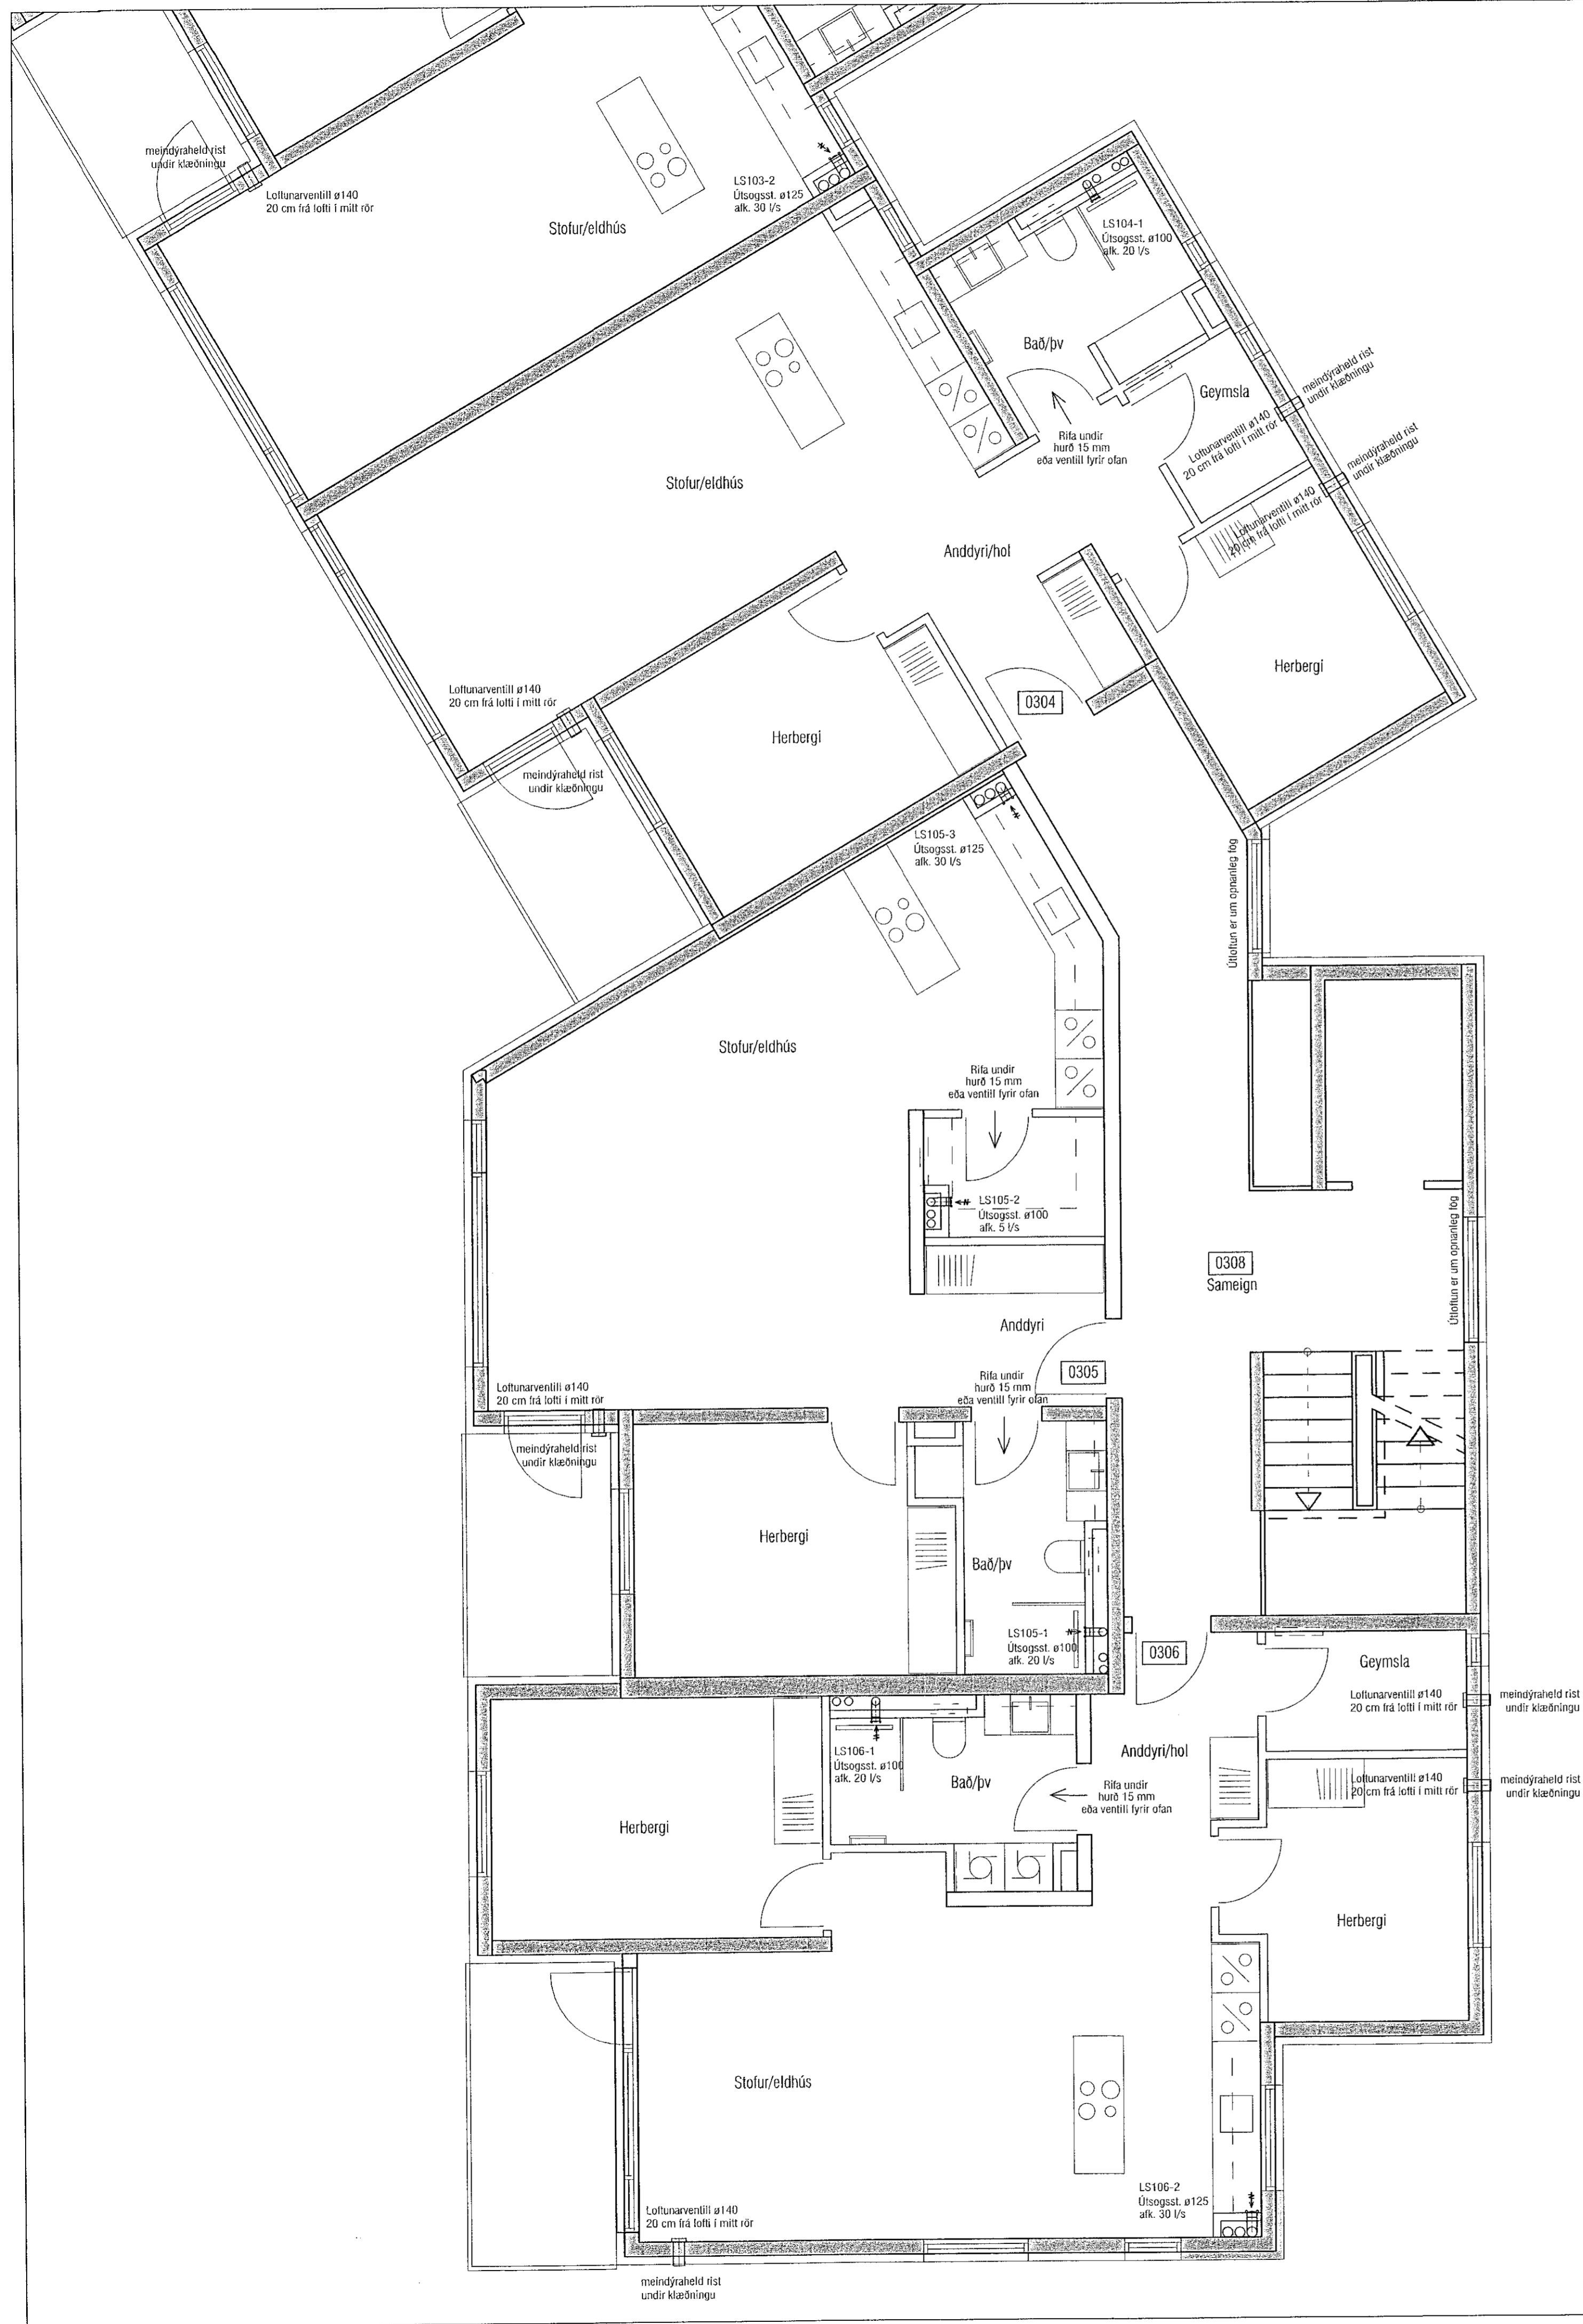 meindýraheld rist
undir klæðningu
Loftunarventill ø140
20 cm frá lofti í mitt rör
LS103-2
Útsogsst. ø125
afk. 30 l/s
Stofur/eldhús
LS104-1
Útsogsst. ø100
afk. 20 l/s
Bað/þv
Geymsla
meindýraheld rist
undir klæðningu
Loftunarventill ø140
20 cm frá lofti í mitt rör
Rifa undir
hurð 15 mm
eða ventill fyrir ofan
meindýraheld rist
undir klæðningu
Loftunarventill ø140
20 cm frá lofti í mitt rör
Stofur/eldhús
Anddyri/hol
Herbergi
Loftunarventill ø140
20 cm frá lofti í mitt rör
0304
Herbergi
meindýraheld rist
undir klæðningu
LS105-3
Útsogsst. ø125
afk. 30 l/s
Útloftun er um opnanleg fög
Stofur/eldhús
Rifa undir
hurð 15 mm
eða ventill fyrir ofan
LS105-2
Útsogsst. ø100
afk. 5 l/s
0308
Sameign
Útloftun er um opnanleg fög
Anddyri
0305
Rifa undir
hurð 15 mm
eða ventill fyrir ofan
Loftunarventill ø140
20 cm frá lofti í mitt rör
meindýraheld rist
undir klæðningu
Herbergi
Bað/þv
LS105-1
Útsogsst. ø100
afk. 20 l/s
0306
Geymsla
Loftunarventill ø140
20 cm frá lofti í mitt rör
meindýraheld rist
undir klæðningu
LS106-1
Útsogsst. ø100
afk. 20 l/s
Anddyri/hol
Bað/þv
Rifa undir
hurð 15 mm
eða ventill fyrir ofan
Loftunarventill ø140
20 cm frá lofti í mitt rör
meindýraheld rist
undir klæðningu
Herbergi
Herbergi
Stofur/eldhús
LS106-2
Útsogsst. ø125
afk. 30 l/s
Loftunarventill ø140
20 cm frá lofti í mitt rör
meindýraheld rist
undir klæðningu